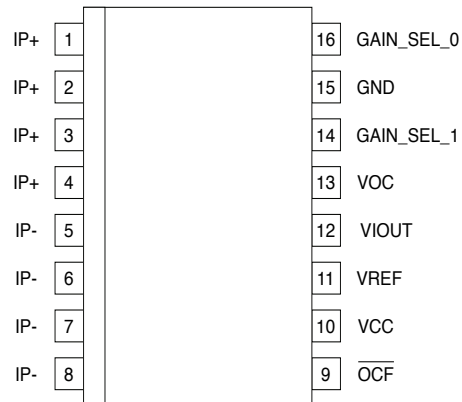 IP+ 1 16 GAIN_SEL_0
IP+ 2 15 GND
IP+ 3 14 GAIN_SEL_1
IP+ 4 13 VOC
IP- 5 12 VIOUT
IP- 6 11 VREF
IP- 7 10 VCC
IP- 8 9 O̅C̅F̅